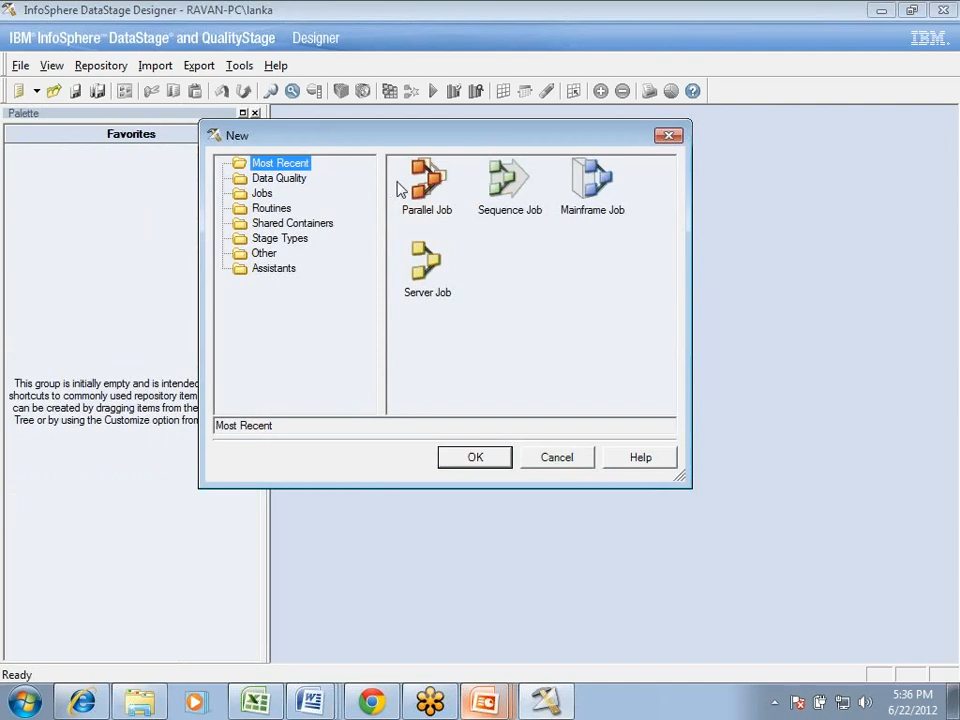 InfoSphere DataStage Designer - RAVAN-PC\lanka
IBM® InfoSphere™ DataStage® and QualityStage Designer
IBM.
File View Repository Import Export Tools Help
Palette
Favorites
This group is initially empty and is intended
shortcuts to commonly used repository item
can be created by dragging items from the
Tree or by using the Customize option from
New
Most Recent
Data Quality
Jobs
Routines
Shared Containers
Stage Types
Other
Assistants
Parallel Job
Sequence Job
Mainframe Job
Server Job
Most Recent
OK
Cancel
Help
Ready
5:36 PM
6/22/2012